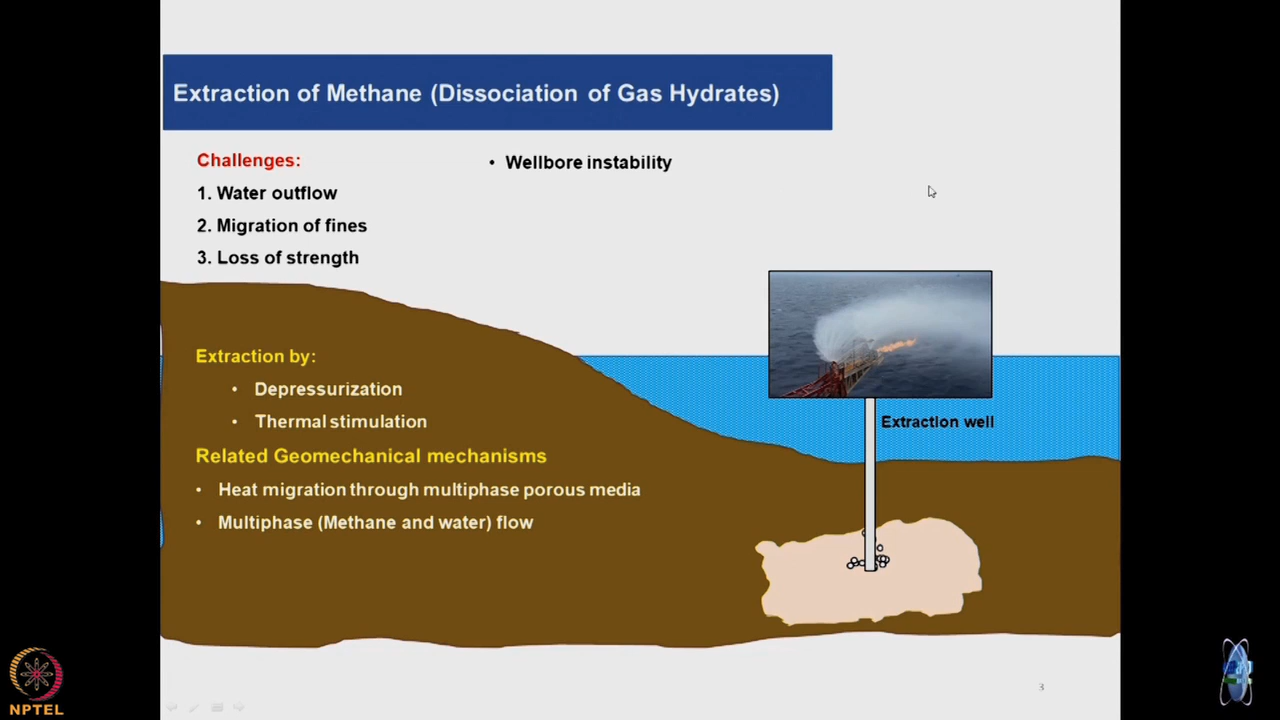 Extraction of Methane (Dissociation of Gas Hydrates)
Challenges:
1. Water outflow
2. Migration of fines
3. Loss of strength
• Wellbore instability
Extraction by:
• Depressurization
• Thermal stimulation
Related Geomechanical mechanisms
• Heat migration through multiphase porous media
• Multiphase (Methane and water) flow
Extraction well
3
NPTEL